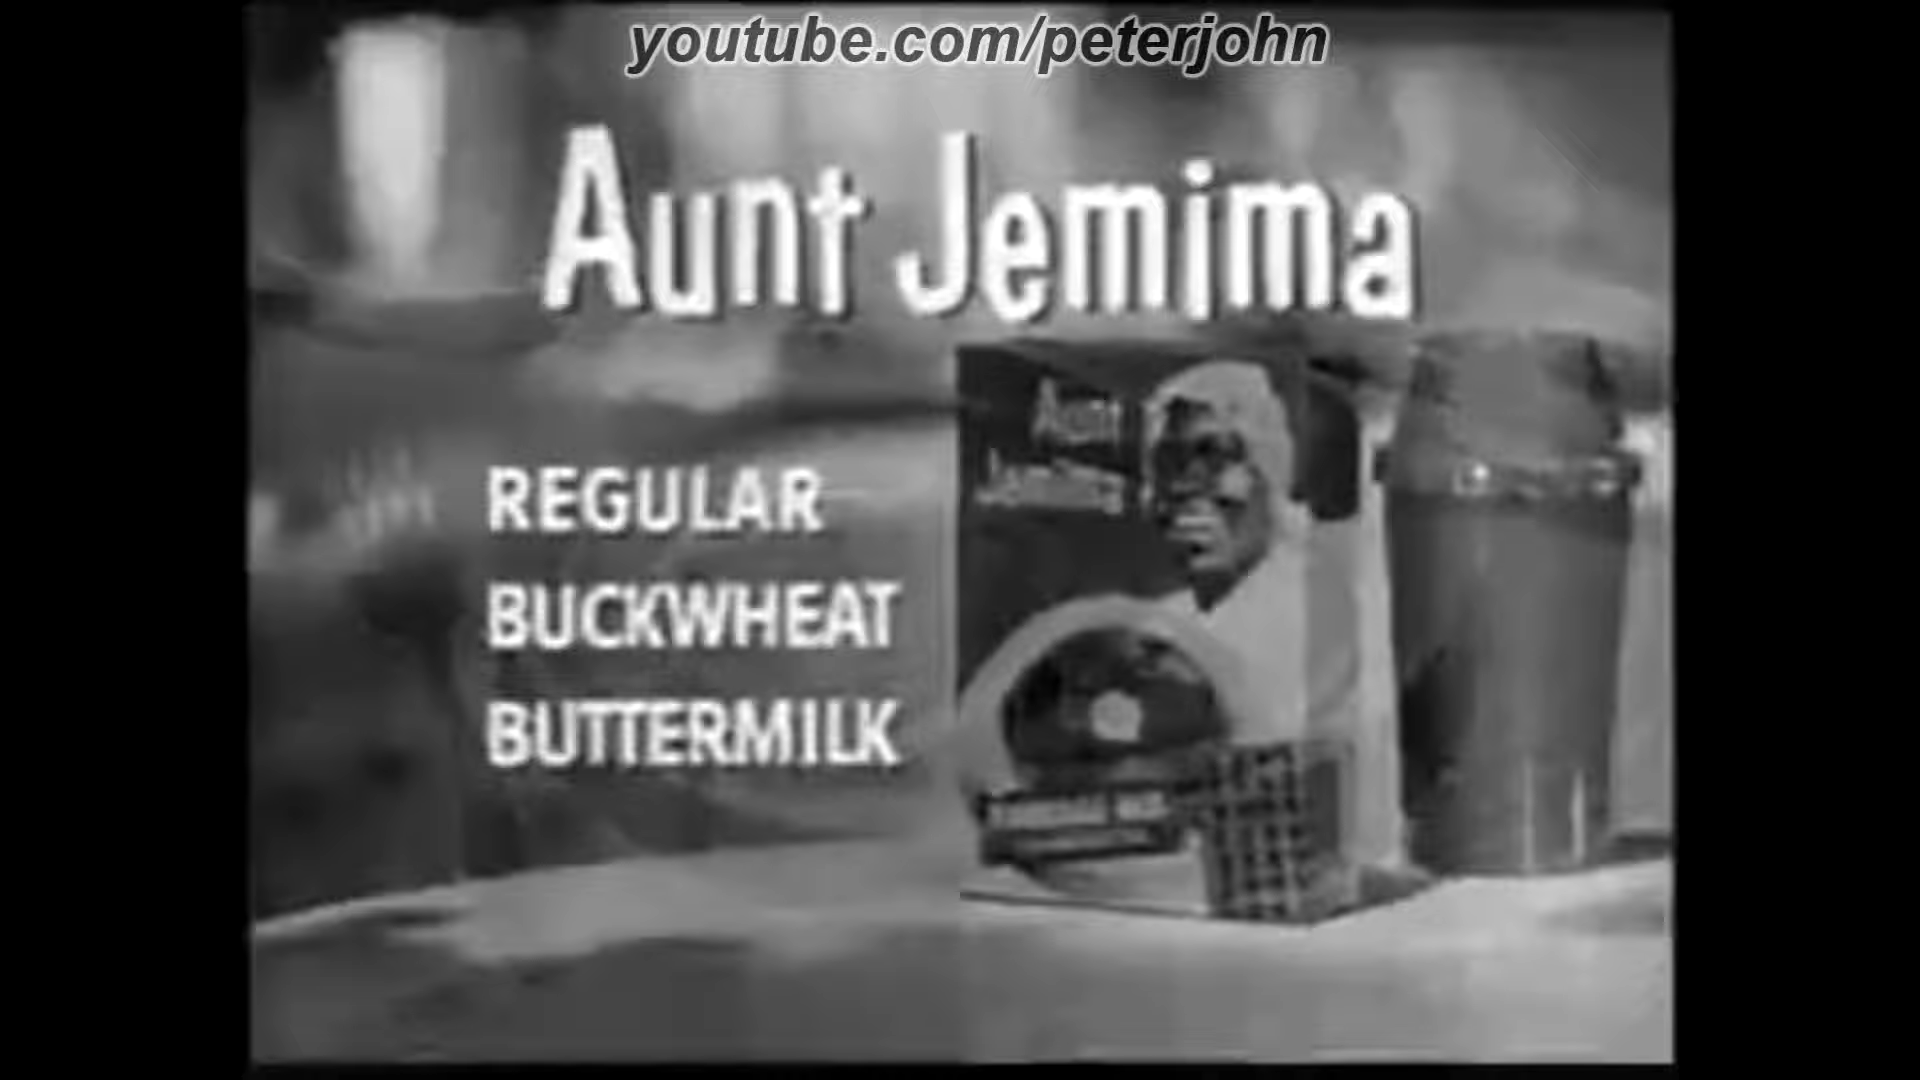 youtube.com/peterjohn
Aunt Jemima
Aunt
Jemima
REGULAR
BUCKWHEAT
BUTTERMILK